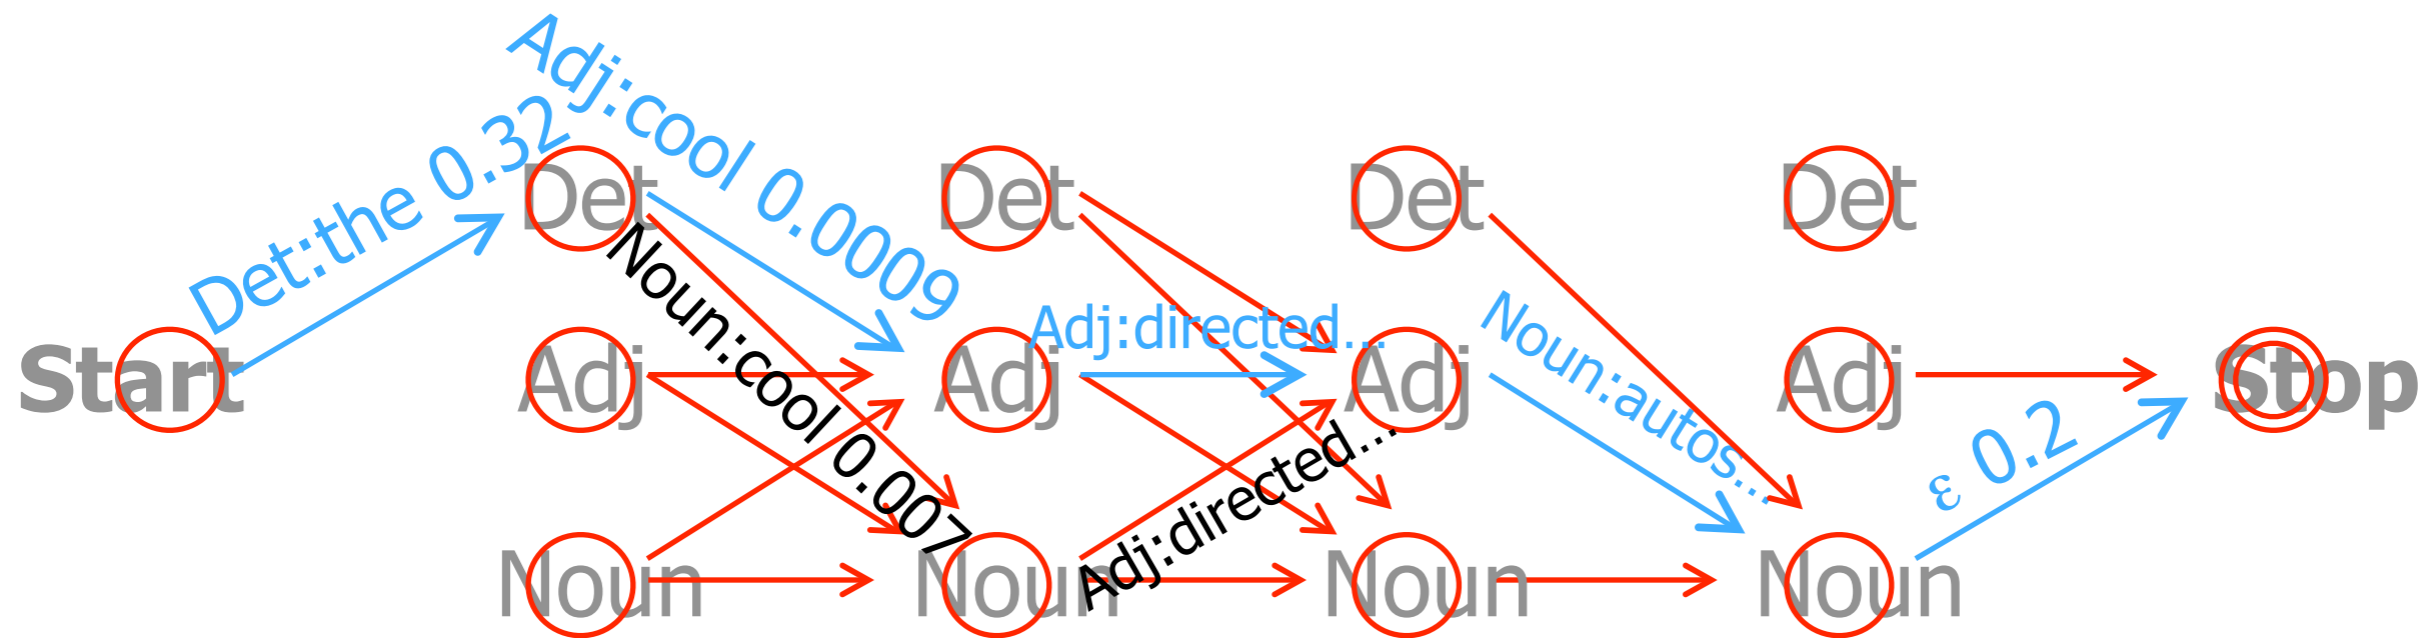 Adj:cool 0.0009
Det:the 0.32
Det
Det
Det
Det
Noun:cool 0.007
Adj:directed...
Noun:autos...
Start
Adj
Adj
Adj
Adj
Stop
Adj:directed...
ε 0.2
Noun
Noun
Noun
Noun